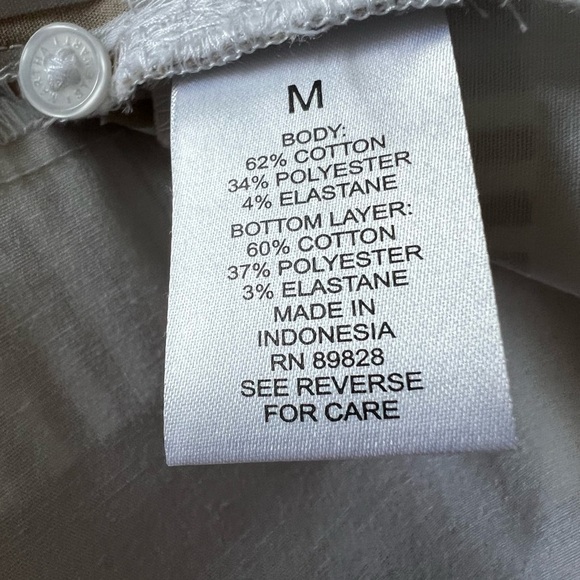 M
BODY:
62% COTTON
34% POLYESTER
4% ELASTANE
BOTTOM LAYER:
60% COTTON
37% POLYESTER
3% ELASTANE
MADE IN
INDONESIA
RN 89828
SEE REVERSE
FOR CARE